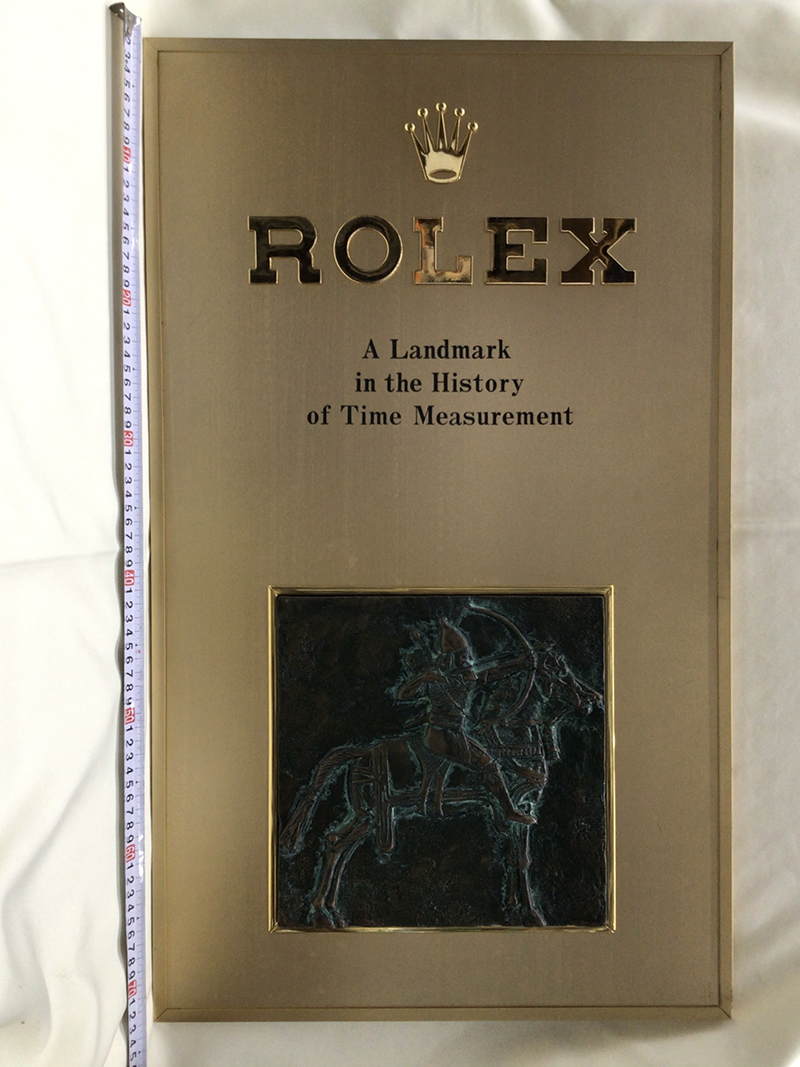 ROLEX
A Landmark
in the History
of Time Measurement